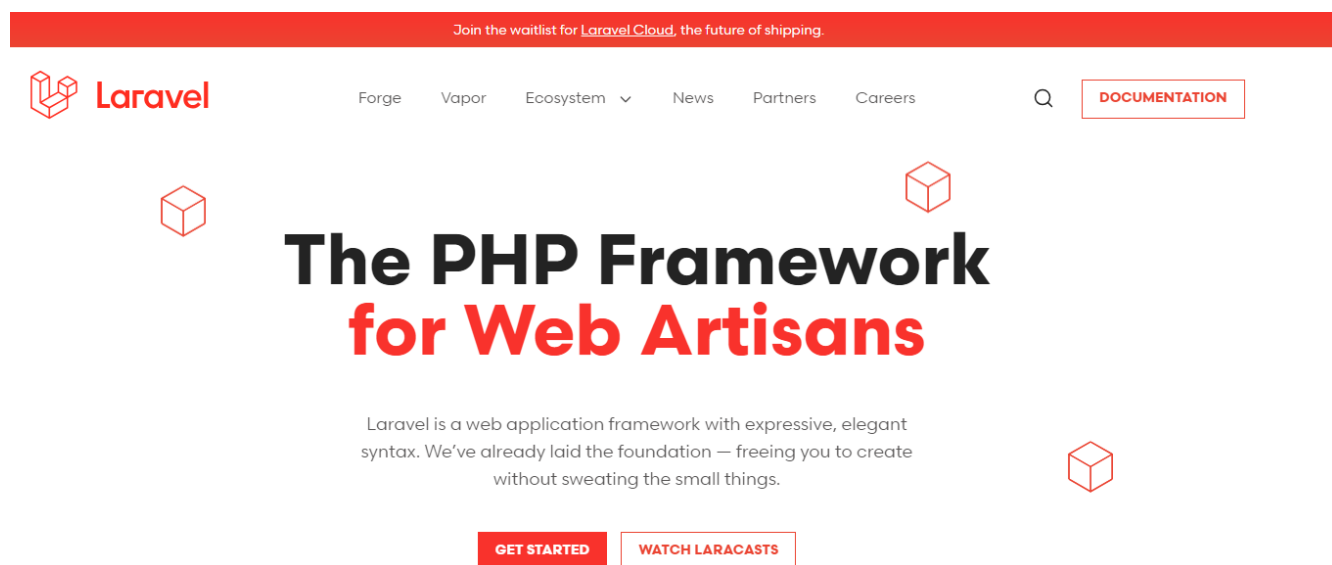 Join the waitlist for Laravel Cloud, the future of shipping.
Laravel
Forge Vapor Ecosystem News Partners Careers
DOCUMENTATION
The PHP Framework
for Web Artisans
Laravel is a web application framework with expressive, elegant
syntax. We've already laid the foundation — freeing you to create
without sweating the small things.
GET STARTED
WATCH LARACASTS